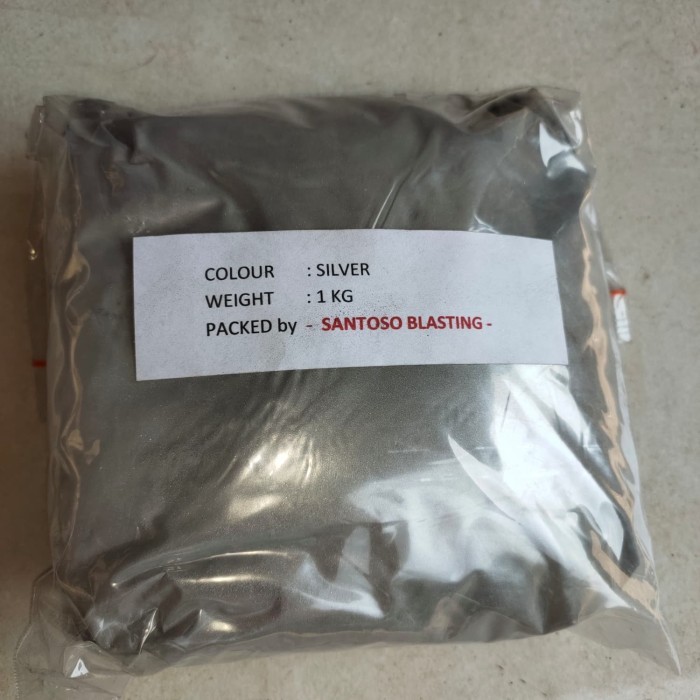 COLOUR : SILVER
WEIGHT : 1 KG
PACKED by - SANTOSO BLASTING -